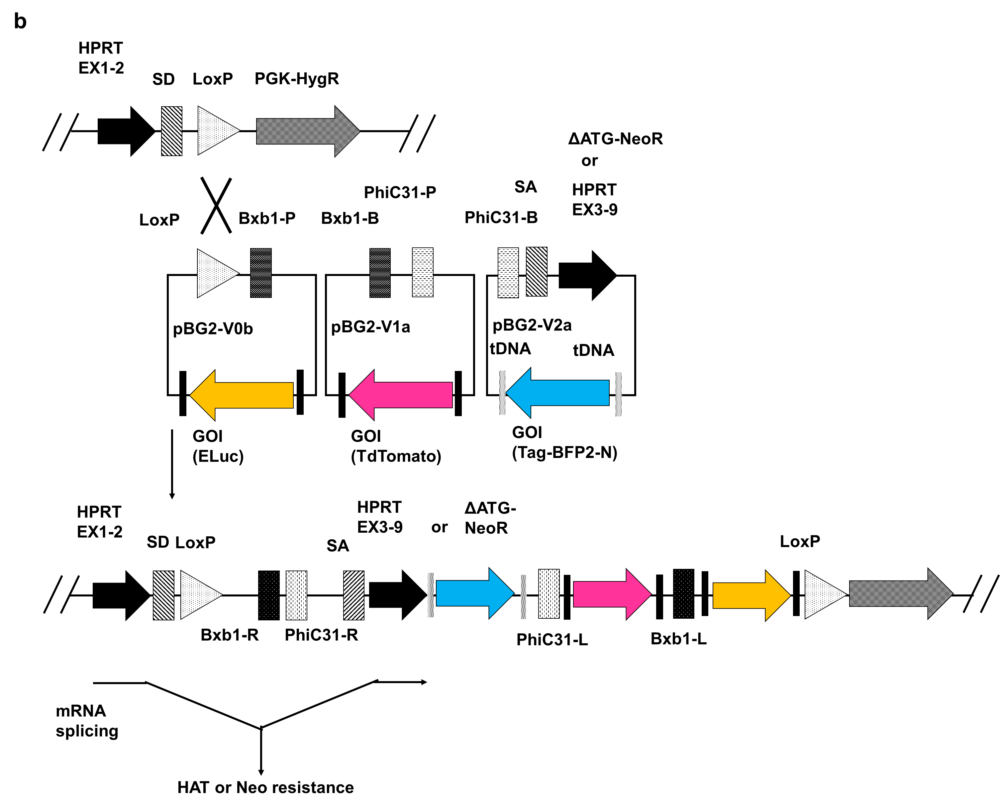 b
HPRT
EX1-2
SD
LoxP
PGK-HygR
ΔATG-NeoR
or
HPRT
EX3-9
SA
PhiC31-P
PhiC31-B
LoxP
Bxb1-P
Bxb1-B
pBG2-V0b
pBG2-V1a
pBG2-V2a
tDNA
tDNA
GOI
(ELuc)
GOI
(TdTomato)
GOI
(Tag-BFP2-N)
HPRT
EX1-2
SD
LoxP
SA
HPRT
EX3-9
or
ΔATG-
NeoR
LoxP
Bxb1-R
PhiC31-R
PhiC31-L
Bxb1-L
mRNA
splicing
HAT or Neo resistance